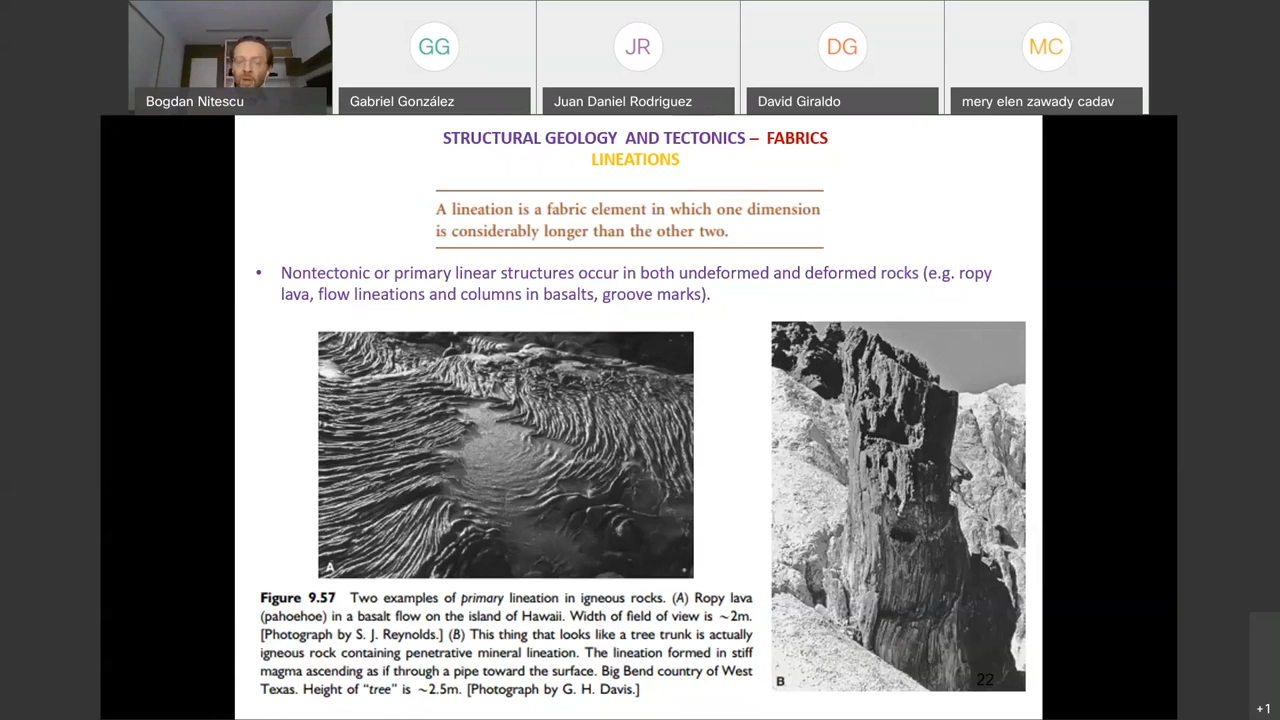 GG
JR
DG
MC
Bogdan Nitescu
Gabriel González
Juan Daniel Rodriguez
David Giraldo
mery elen zawady cadav
STRUCTURAL GEOLOGY AND TECTONICS – FABRICS
LINEATIONS
A lineation is a fabric element in which one dimension
is considerably longer than the other two.
• Nontectonic or primary linear structures occur in both undeformed and deformed rocks (e.g. ropy
lava, flow lineations and columns in basalts, groove marks).
A
Figure 9.57 Two examples of primary lineation in igneous rocks. (A) Ropy lava
(pahoehoe) in a basalt flow on the island of Hawaii. Width of field of view is ~2m.
[Photograph by S. J. Reynolds.] (B) This thing that looks like a tree trunk is actually
igneous rock containing penetrative mineral lineation. The lineation formed in stiff
magma ascending as if through a pipe toward the surface. Big Bend country of West
Texas. Height of “tree” is ~2.5m. [Photograph by G. H. Davis.]
B
22
+1